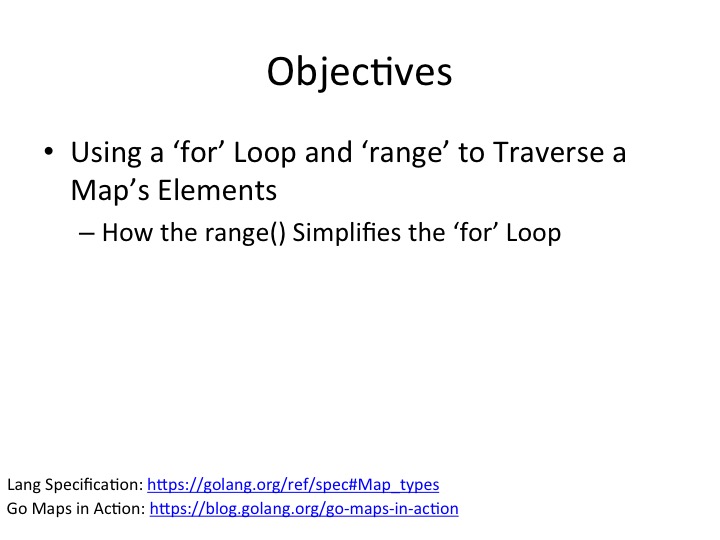 Objectives
• Using a ‘for’ Loop and ‘range’ to Traverse a
Map’s Elements
– How the range() Simplifies the ‘for’ Loop
Lang Specification: https://golang.org/ref/spec#Map_types
Go Maps in Action: https://blog.golang.org/go-maps-in-action